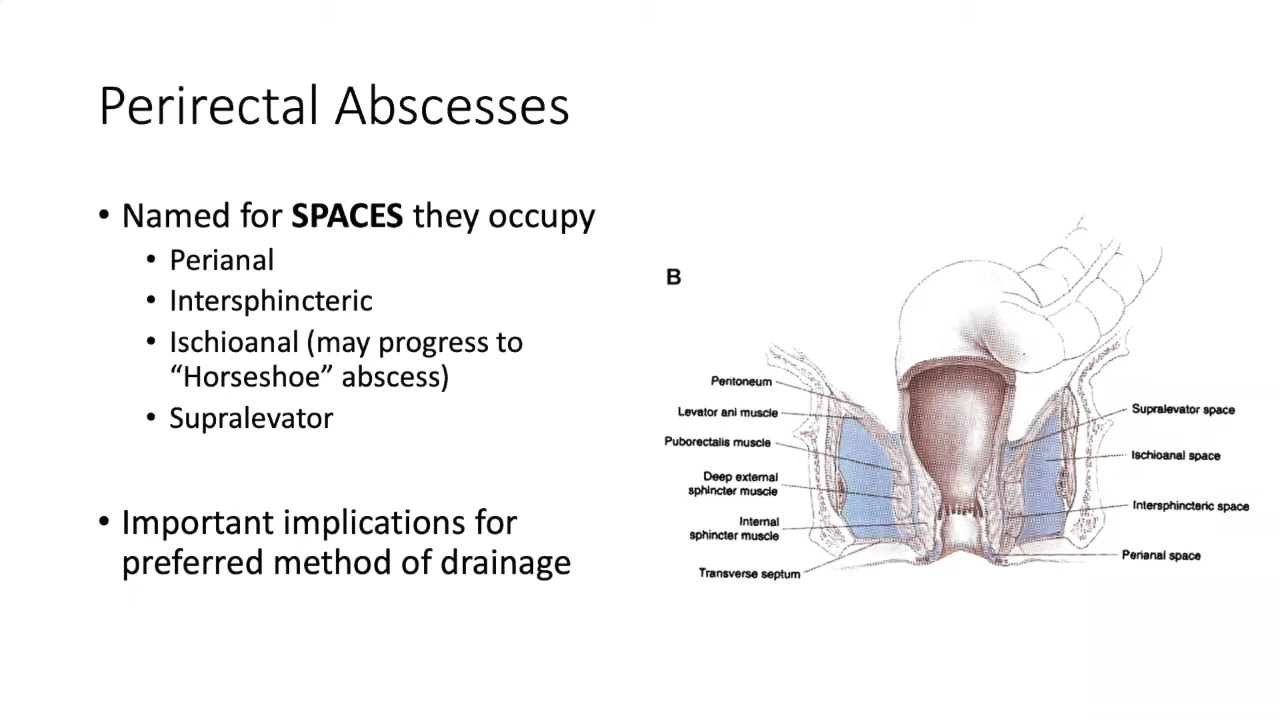 Perirectal Abscesses
• Named for SPACES they occupy
• Perianal
• Intersphincteric
• Ischioanal (may progress to
“Horseshoe” abscess)
• Supralevator
• Important implications for
preferred method of drainage
B
Peritoneum
Levator ani muscle
Puborectalis muscle
Deep external
sphincter muscle
Internal
sphincter muscle
Transverse septum
Supralevator space
Ischioanal space
Intersphincteric space
Perianal space